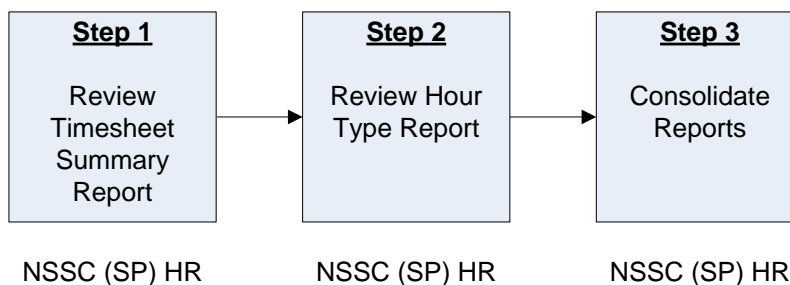 Step 1
Review
Timesheet
Summary
Report
NSSC (SP) HR
Step 2
Review Hour
Type Report
NSSC (SP) HR
Step 3
Consolidate
Reports
NSSC (SP) HR